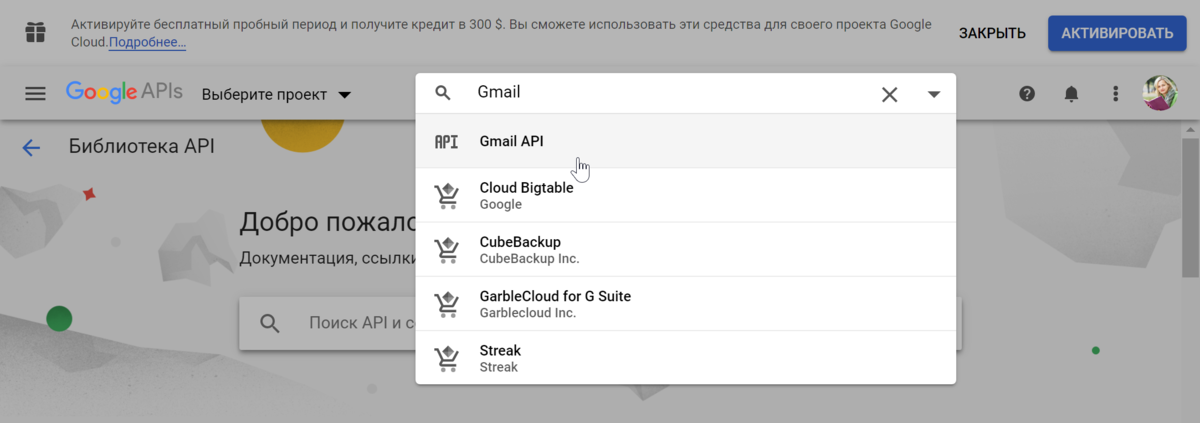 Активируйте бесплатный пробный период и получите кредит в 300 $. Вы сможете использовать эти средства для своего проекта Google
Cloud.Подробнее…
ЗАКРЫТЬ
АКТИВИРОВАТЬ
Google APIs
Выберите проект
Gmail
Библиотека API
API
Gmail API
Cloud Bigtable
Google
Добро пожало
CubeBackup
CubeBackup Inc.
Документация, ссылки
GarbleCloud for G Suite
Garblecloud Inc.
Поиск API и с
Streak
Streak